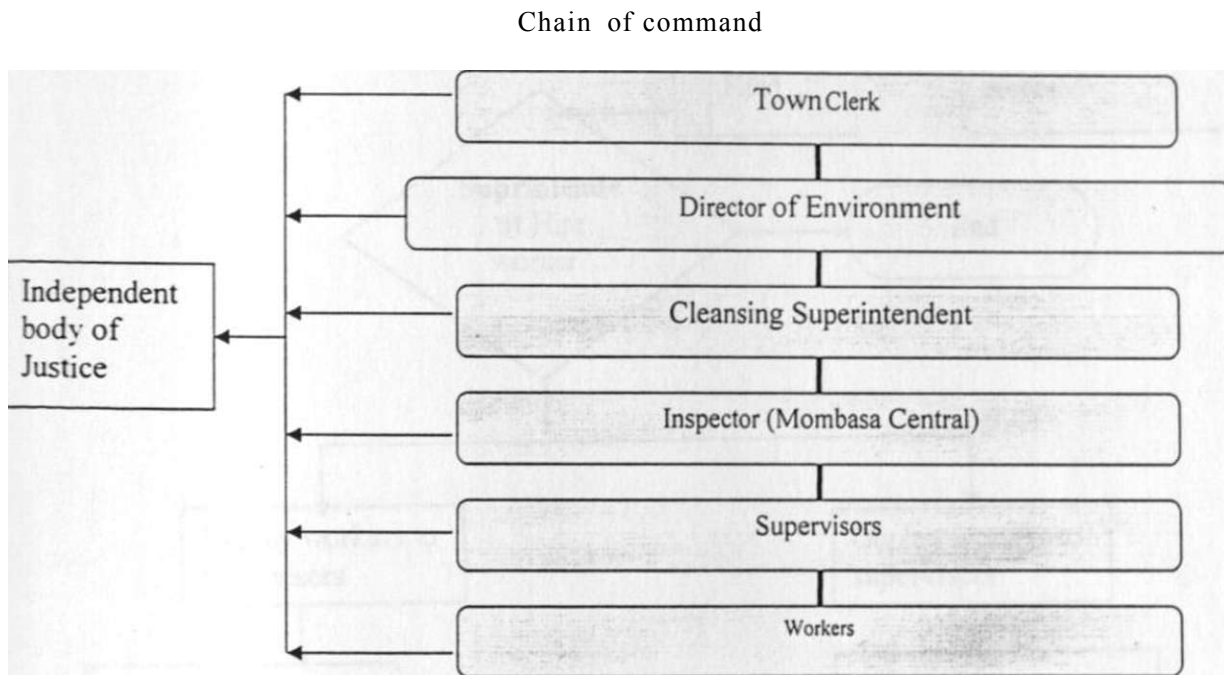 Chain of command
Town Clerk
Director of Environment
Cleansing Superintendent
Independent
body of
Justice
Inspector (Mombasa Central)
Supervisors
Workers